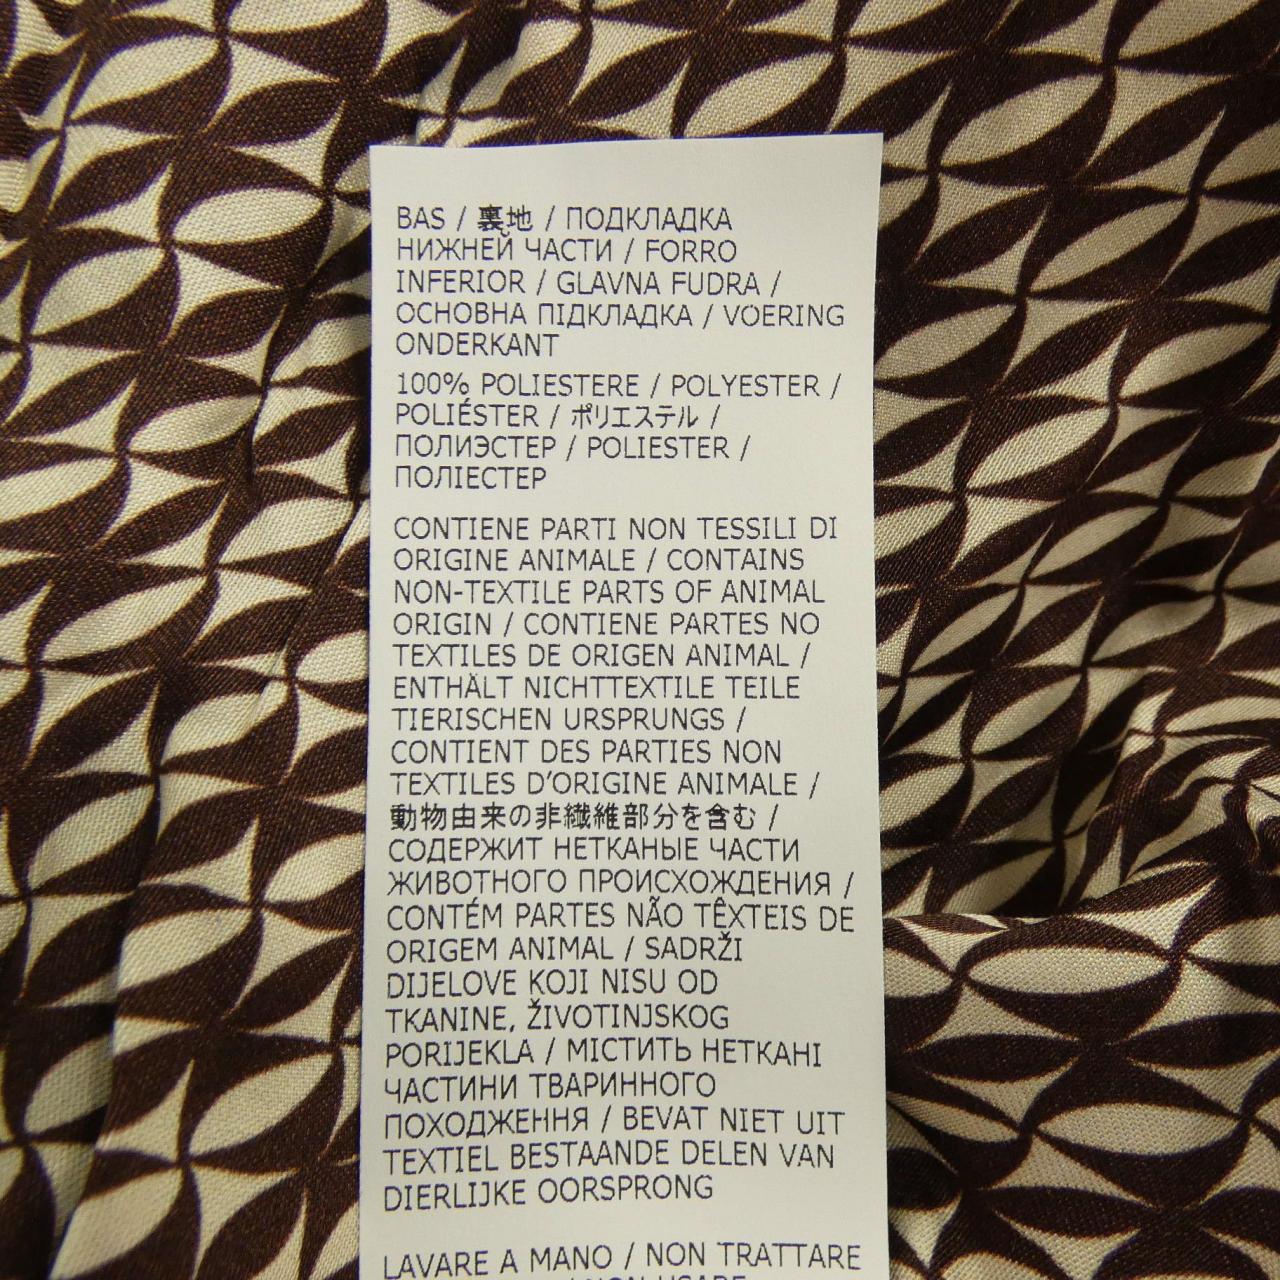 BAS / 裏地 / ПОДКЛАДКА
НИЖНЕЙ ЧАСТИ / FORRO
INFERIOR / GLAVNA FUDRA /
ОСНОВНА ПІДКЛАДКА / VOERING
ONDERKANT
100% POLIESTERE / POLYESTER /
POLIÉSTER / ポリエステル /
ПОЛИЭСТЕР / POLIESTER /
ПОЛІЕСТЕР
CONTIENE PARTI NON TESSILI DI
ORIGINE ANIMALE / CONTAINS
NON-TEXTILE PARTS OF ANIMAL
ORIGIN / CONTIENE PARTES NO
TEXTILES DE ORIGEN ANIMAL /
ENTHÄLT NICHTTEXTILE TEILE
TIERISCHEN URSPRUNGS /
CONTIENT DES PARTIES NON
TEXTILES D’ORIGINE ANIMALE /
動物由来の非繊維部分を含む /
СОДЕРЖИТ НЕТКАНЫЕ ЧАСТИ
ЖИВОТНОГО ПРОИСХОЖДЕНИЯ /
CONTÉM PARTES NÃO TÊXTEIS DE
ORIGEM ANIMAL / SADRŽI
DIJELOVE KOJI NISU OD
TKANINE, ŽIVOTINJSKOG
PORIJEKLA / МІСТИТЬ НЕТКАНІ
ЧАСТИНИ ТВАРИННОГО
ПОХОДЖЕННЯ / BEVAT NIET UIT
TEXTIEL BESTAANDE DELEN VAN
DIERLIJKE OORSPRONG
LAVARE A MANO / NON TRATTARE